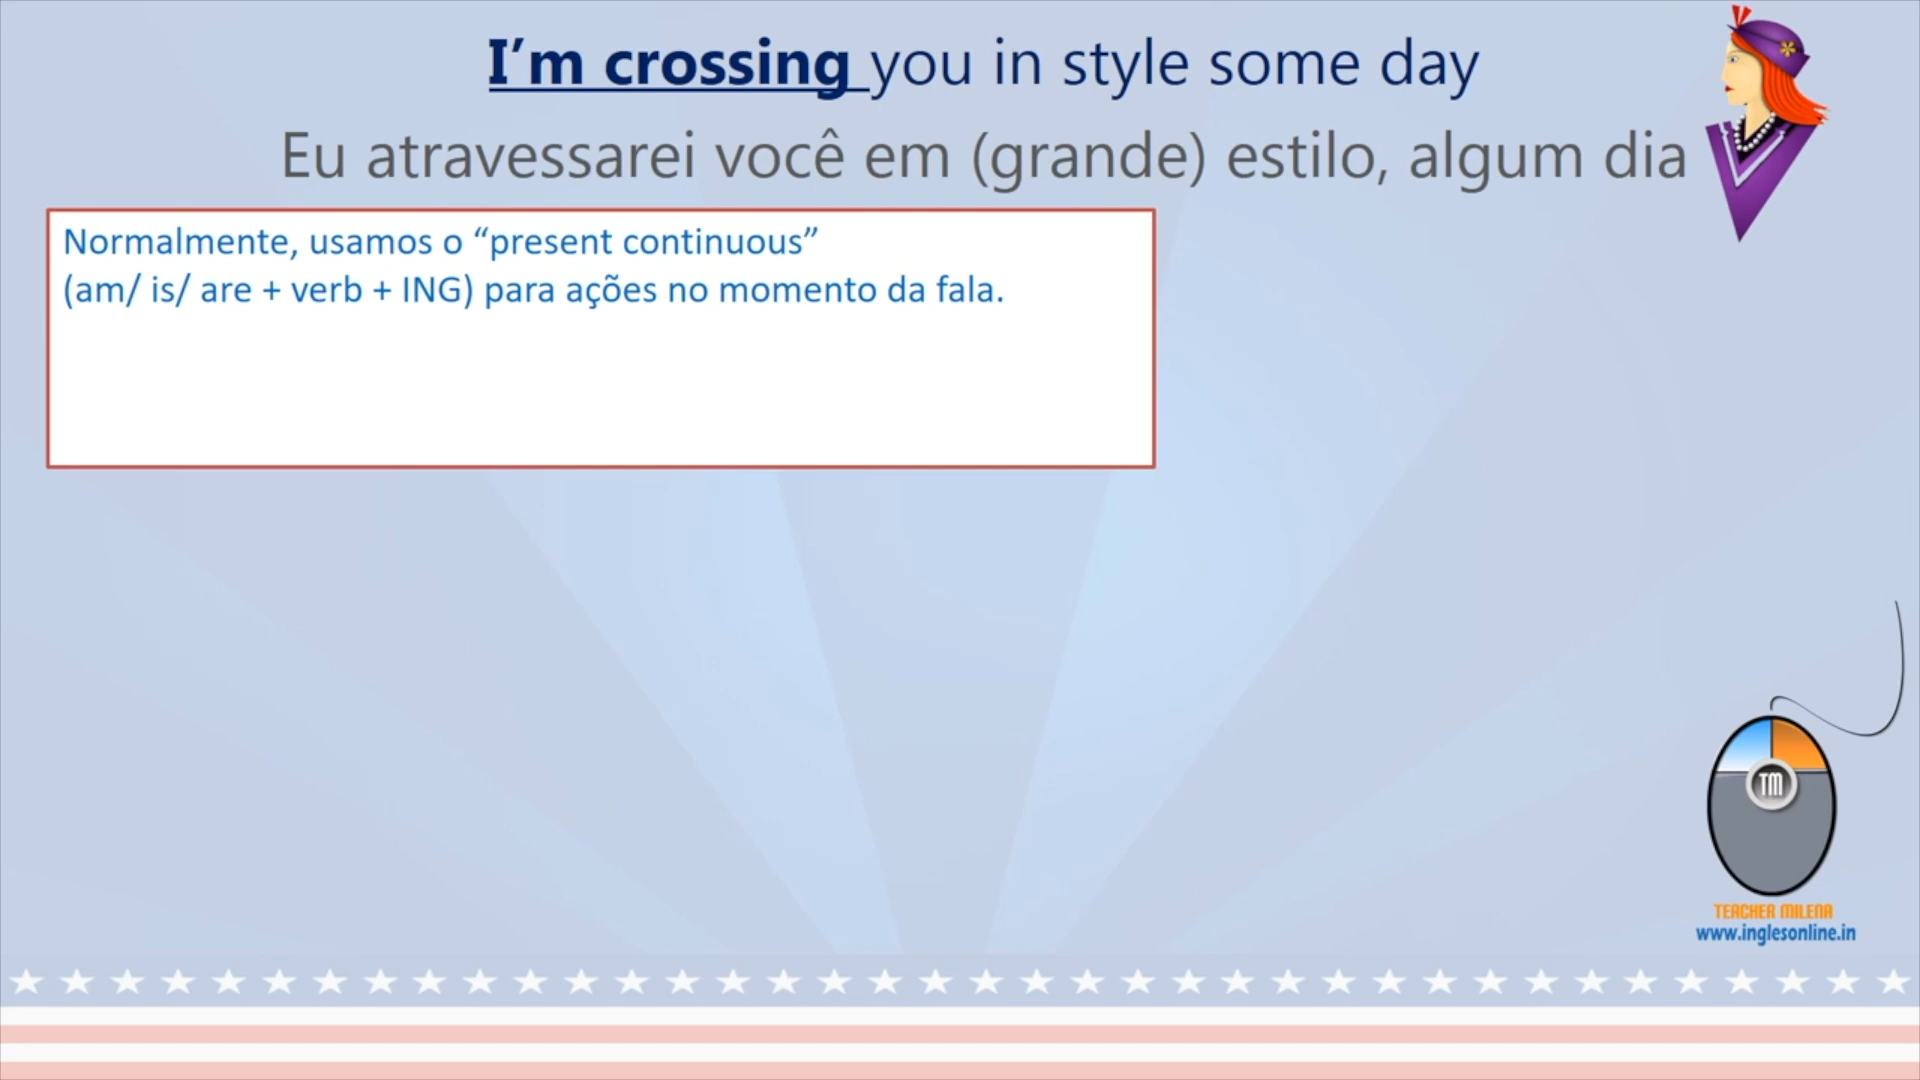 I’m crossing you in style some day
Eu atravessarei você em (grande) estilo, algum dia
Normalmente, usamos o “present continuous”
(am/ is/ are + verb + ING) para ações no momento da fala.
TM
TEACHER MILENA
www.inglesonline.in